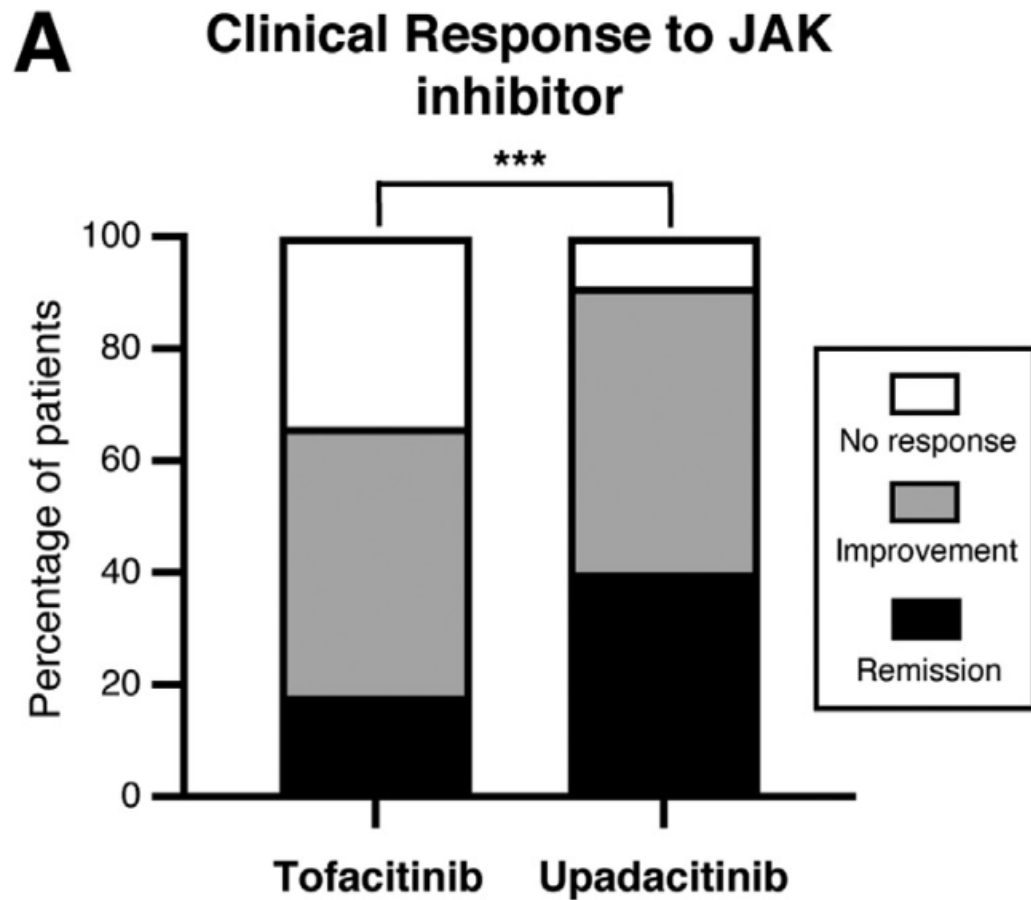 A
Clinical Response to JAK
inhibitor
***
Percentage of patients
100
80
60
40
20
0
Tofacitinib
Upadacitinib
No response
Improvement
Remission